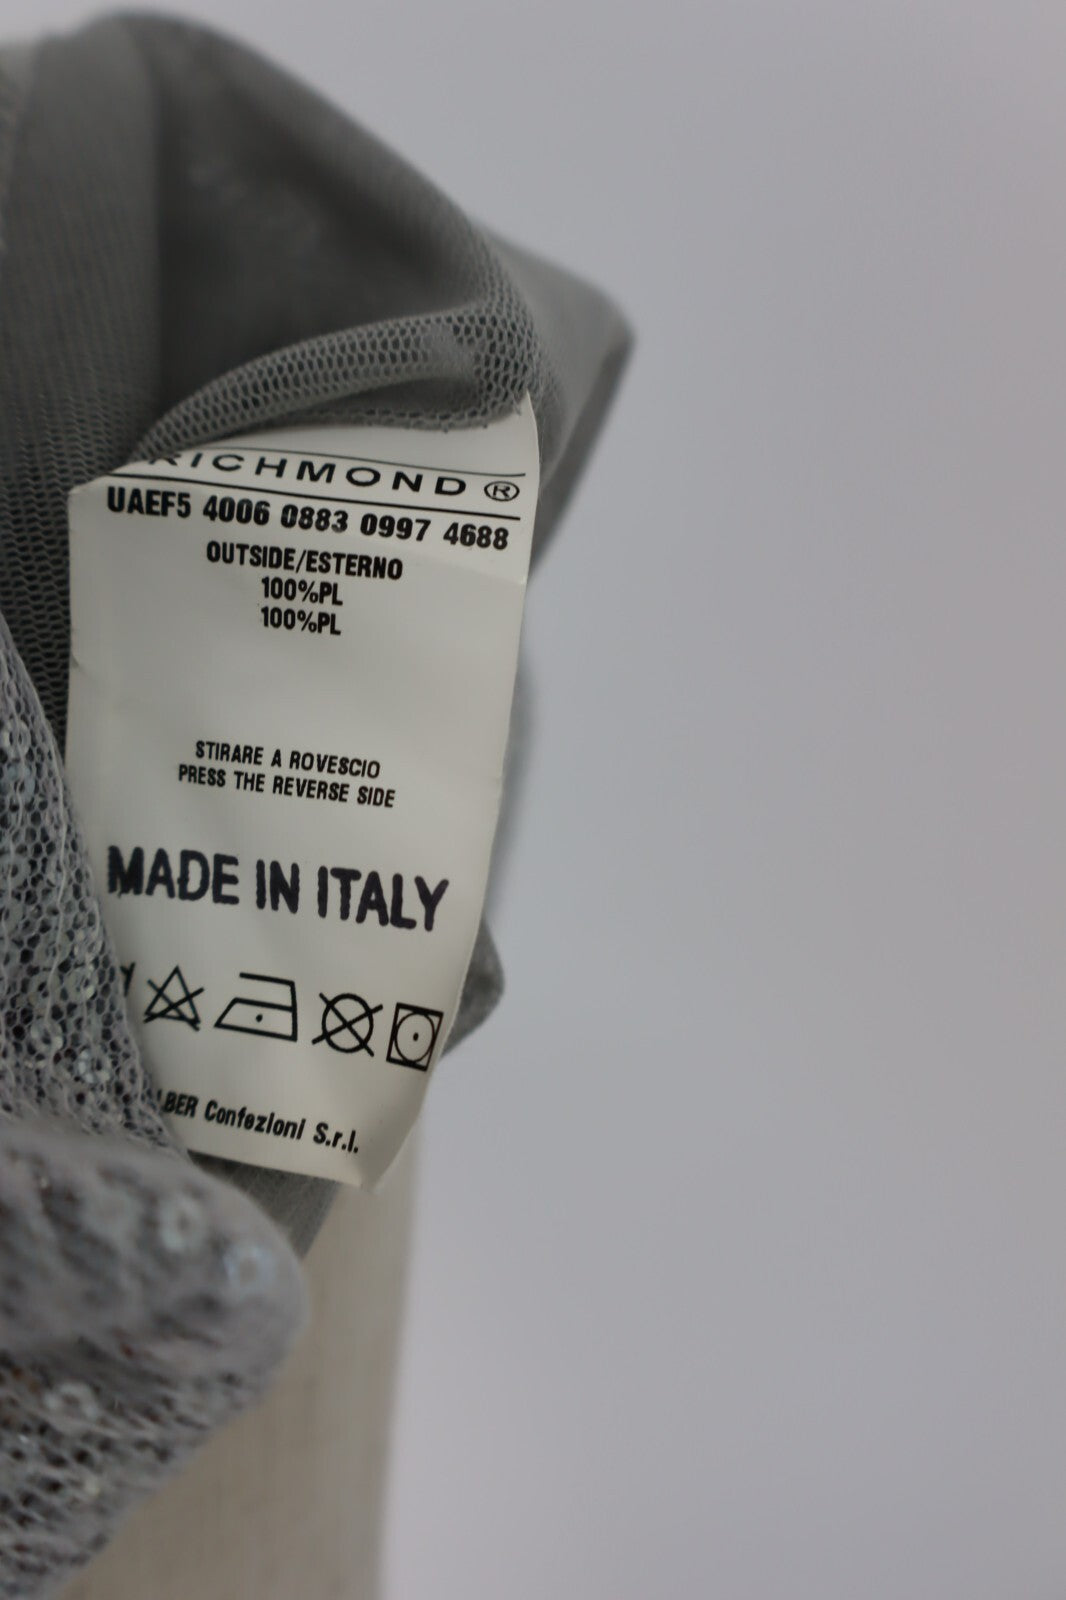 RICHMOND ®
UAEF5 4006 0883 0997 4688
OUTSIDE/ESTERNO
100%PL
100%PL
STIRARE A ROVESCIO
PRESS THE REVERSE SIDE
MADE IN ITALY
Confezioni S.r.l.